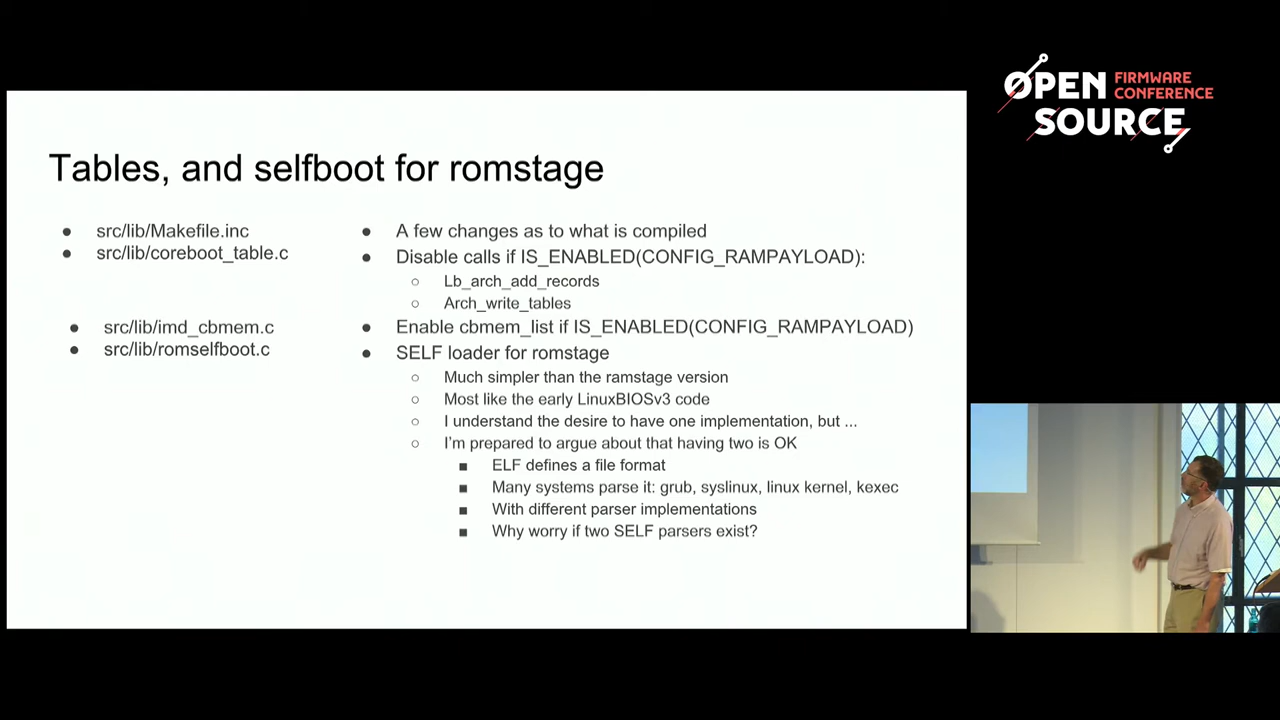 OPEN FIRMWARE CONFERENCE
SOURCE
Tables, and selfboot for romstage
● src/lib/Makefile.inc
● src/lib/coreboot_table.c
● src/lib/imd_cbmem.c
● src/lib/romselfboot.c
● A few changes as to what is compiled
● Disable calls if IS_ENABLED(CONFIG_RAMPAYLOAD):
○ Lb_arch_add_records
○ Arch_write_tables
● Enable cbmem_list if IS_ENABLED(CONFIG_RAMPAYLOAD)
● SELF loader for romstage
○ Much simpler than the ramstage version
○ Most like the early LinuxBIOSv3 code
○ I understand the desire to have one implementation, but ...
○ I’m prepared to argue about that having two is OK
■ ELF defines a file format
■ Many systems parse it: grub, syslinux, linux kernel, kexec
■ With different parser implementations
■ Why worry if two SELF parsers exist?